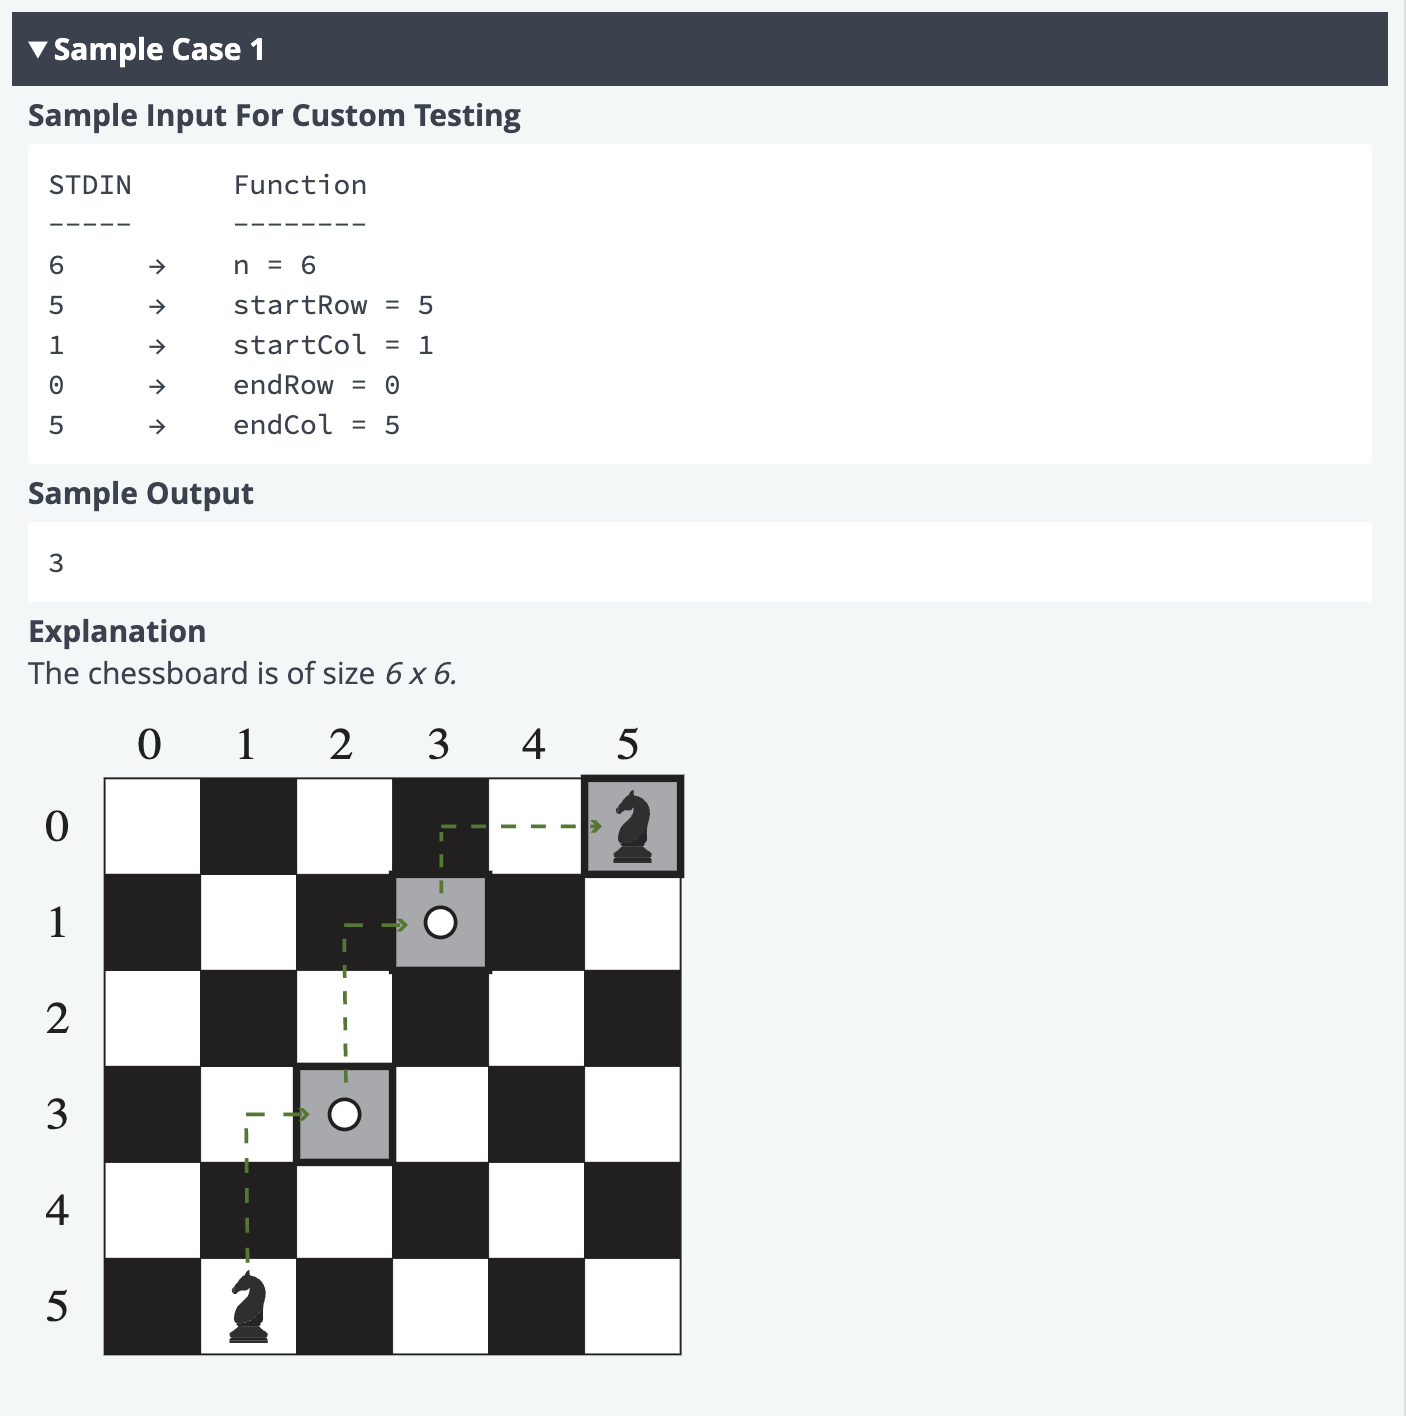 ▼ Sample Case 1
Sample Input For Custom Testing
STDIN Function
----- --------
6 → n = 6
5 → startRow = 5
1 → startCol = 1
0 → endRow = 0
5 → endCol = 5
Sample Output
3
Explanation
The chessboard is of size 6 x 6.
0 1 2 3 4 5
0
1
2
3
4
5